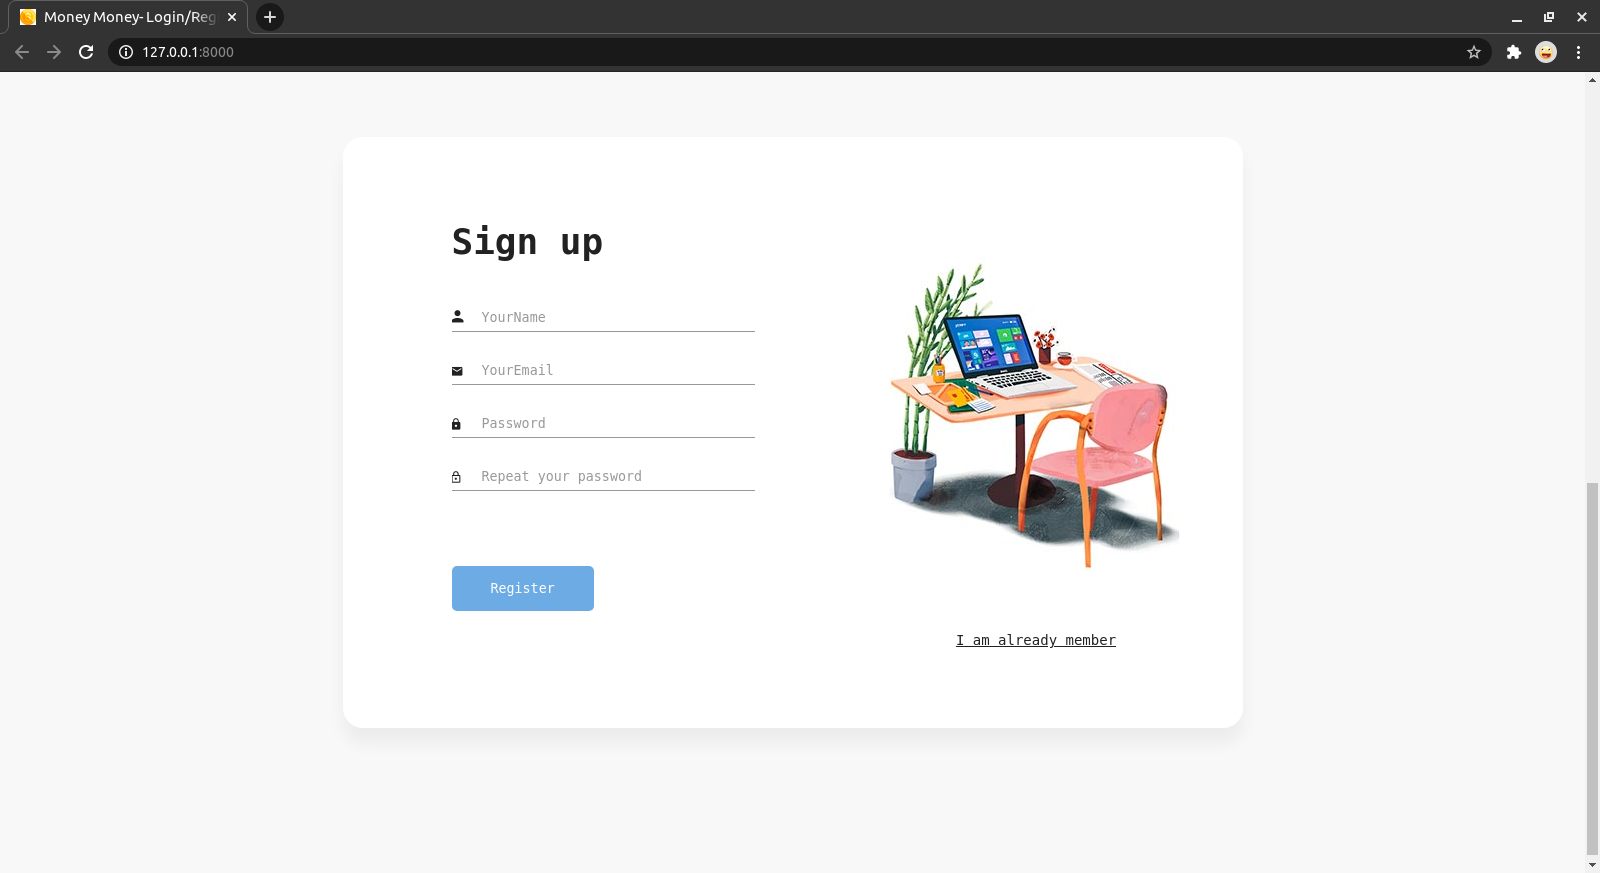 Money Money- Login/Reg
127.0.0.1:8000
Sign up
YourName
YourEmail
Password
Repeat your password
Register
I am already member